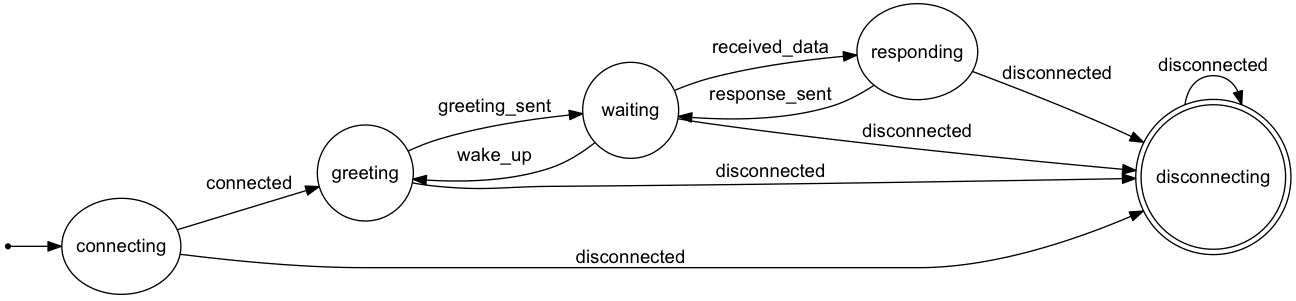 received_data
responding
disconnected
disconnected
greeting_sent
waiting
response_sent
disconnected
wake_up
disconnected
connected
greeting
disconnecting
connecting
disconnected